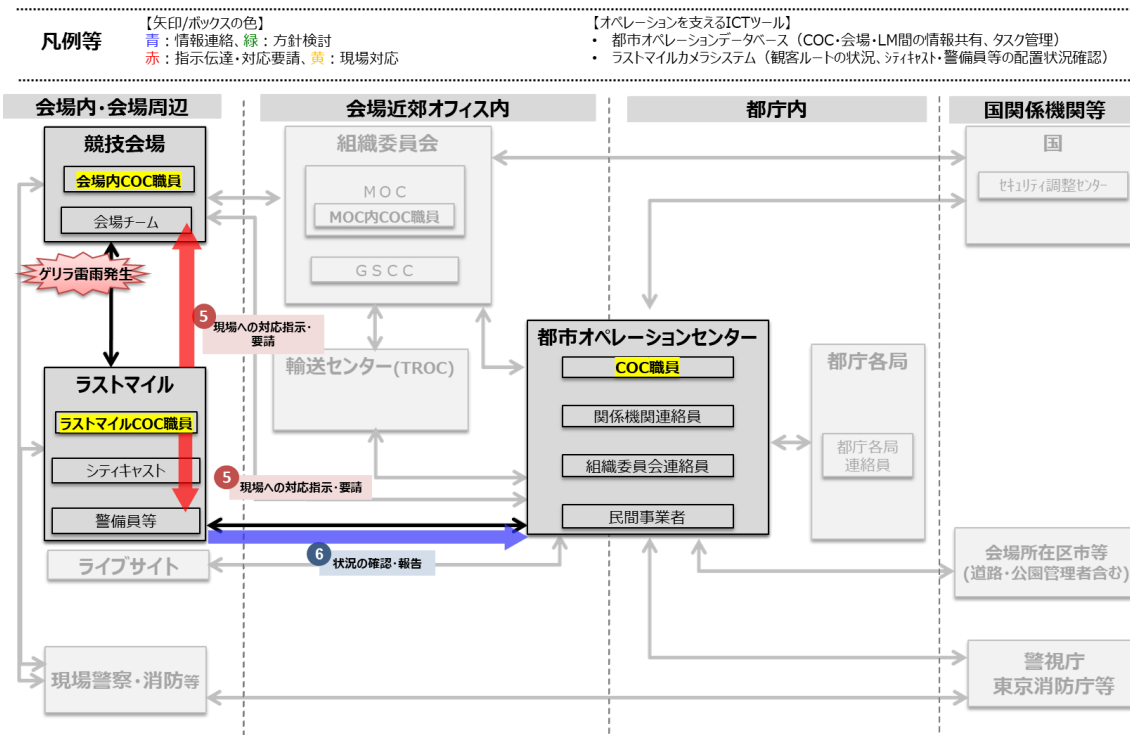 凡例等
【矢印/ボックスの色】
青：情報連絡、緑：方針検討
赤：指示伝達・対応要請、黄：現場対応
【オペレーションを支えるICTツール】
• 都市オペレーションデータベース（COC・会場・LM間の情報共有、タスク管理）
• ラストマイルカメラシステム（観客ルートの状況、シティキャスト・警備員等の配置状況確認）
会場内・会場周辺
会場近郊オフィス内
都庁内
国関係機関等
競技会場
会場内COC職員
会場チーム
ゲリラ雷雨発生
組織委員会
MOC
MOC内COC職員
GSCC
国
セキュリティ調整センター
5
現場への対応指示・
要請
輸送センター(TROC)
都市オペレーションセンター
COC職員
関係機関連絡員
組織委員会連絡員
民間事業者
都庁各局
都庁各局
連絡員
ラストマイル
ラストマイルCOC職員
シティキャスト
警備員等
5
現場への対応指示・要請
6
状況の確認・報告
ライブサイト
会場所在区市等
(道路・公園管理者含む)
現場警察・消防等
警視庁
東京消防庁等